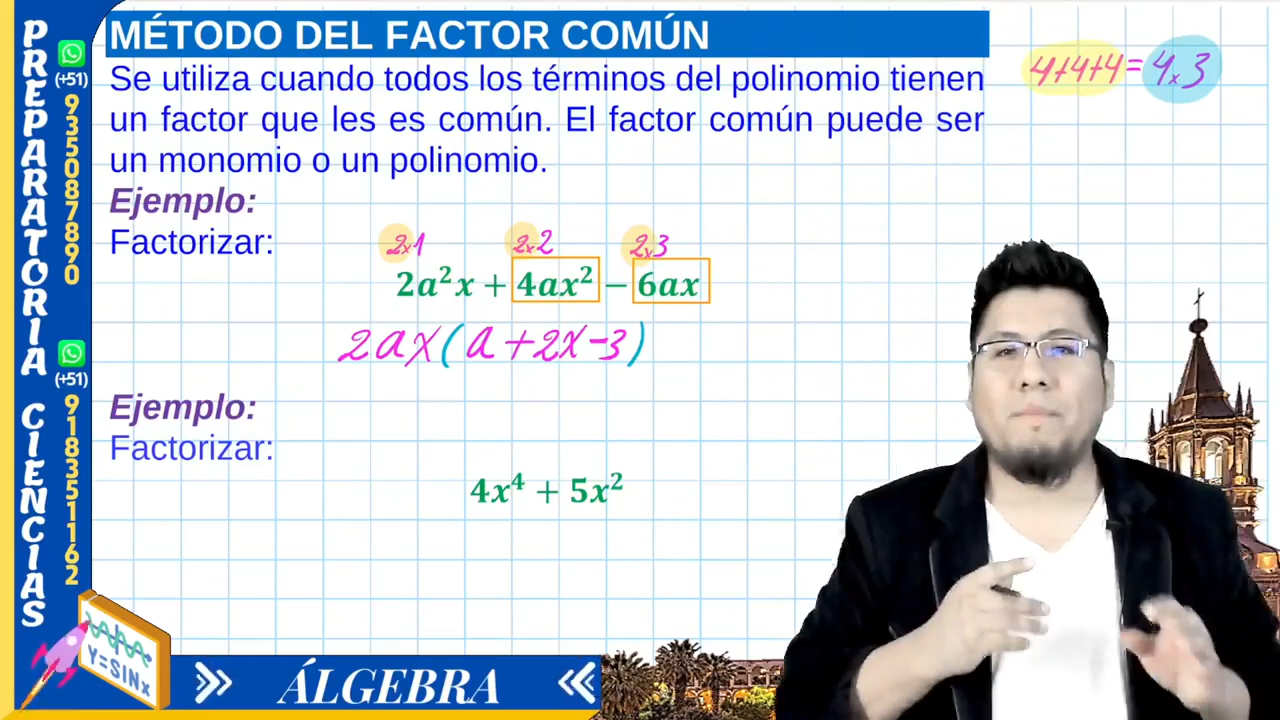 MÉTODO DEL FACTOR COMÚN
Se utiliza cuando todos los términos del polinomio tienen
un factor que les es común. El factor común puede ser
un monomio o un polinomio.
4+4+4=4x3
Ejemplo:
Factorizar:
2x1 2x2 2x3
2a²x + 4ax² − 6ax
2ax(a+2x-3)
Ejemplo:
Factorizar:
4x⁴ + 5x²
PREPARATORIA CIENCIAS
(+51)
935087890
(+51)
918351162
Y=SINx
ÁLGEBRA